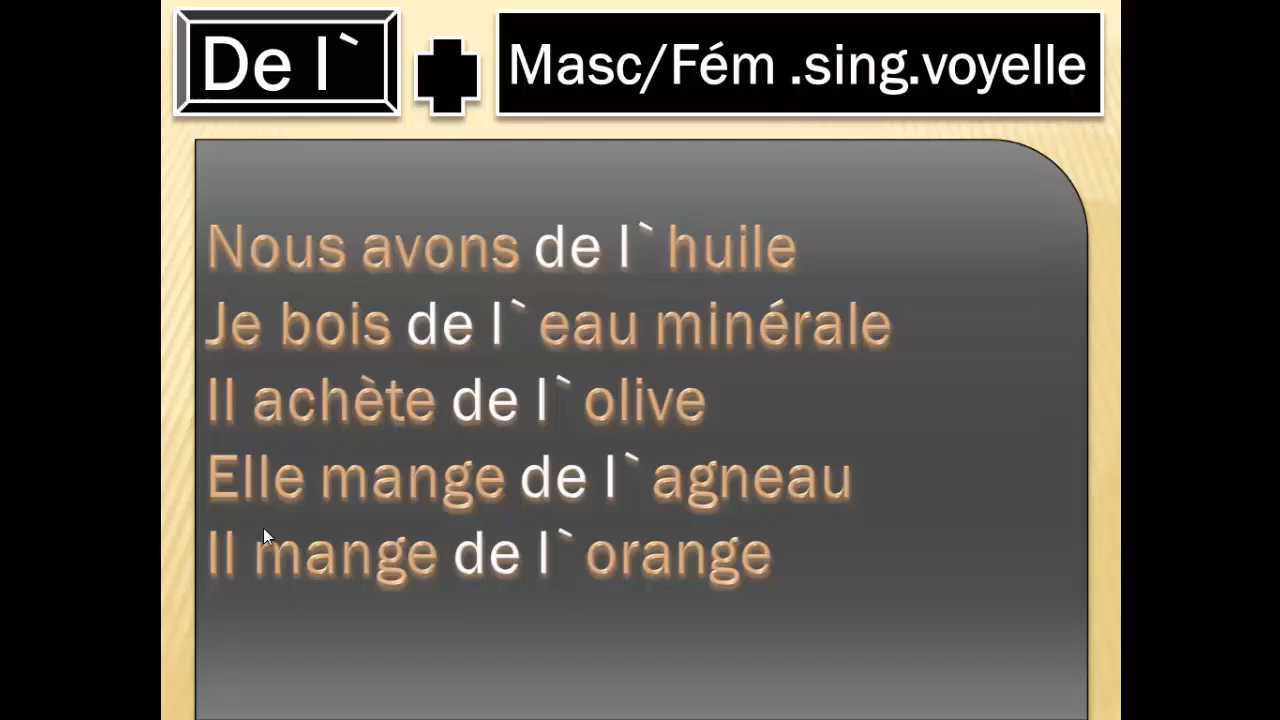 De l`
Masc/Fém .sing.voyelle
Nous avons de l`huile
Je bois de l`eau minérale
Il achète de l`olive
Elle mange de l`agneau
Il mange de l`orange